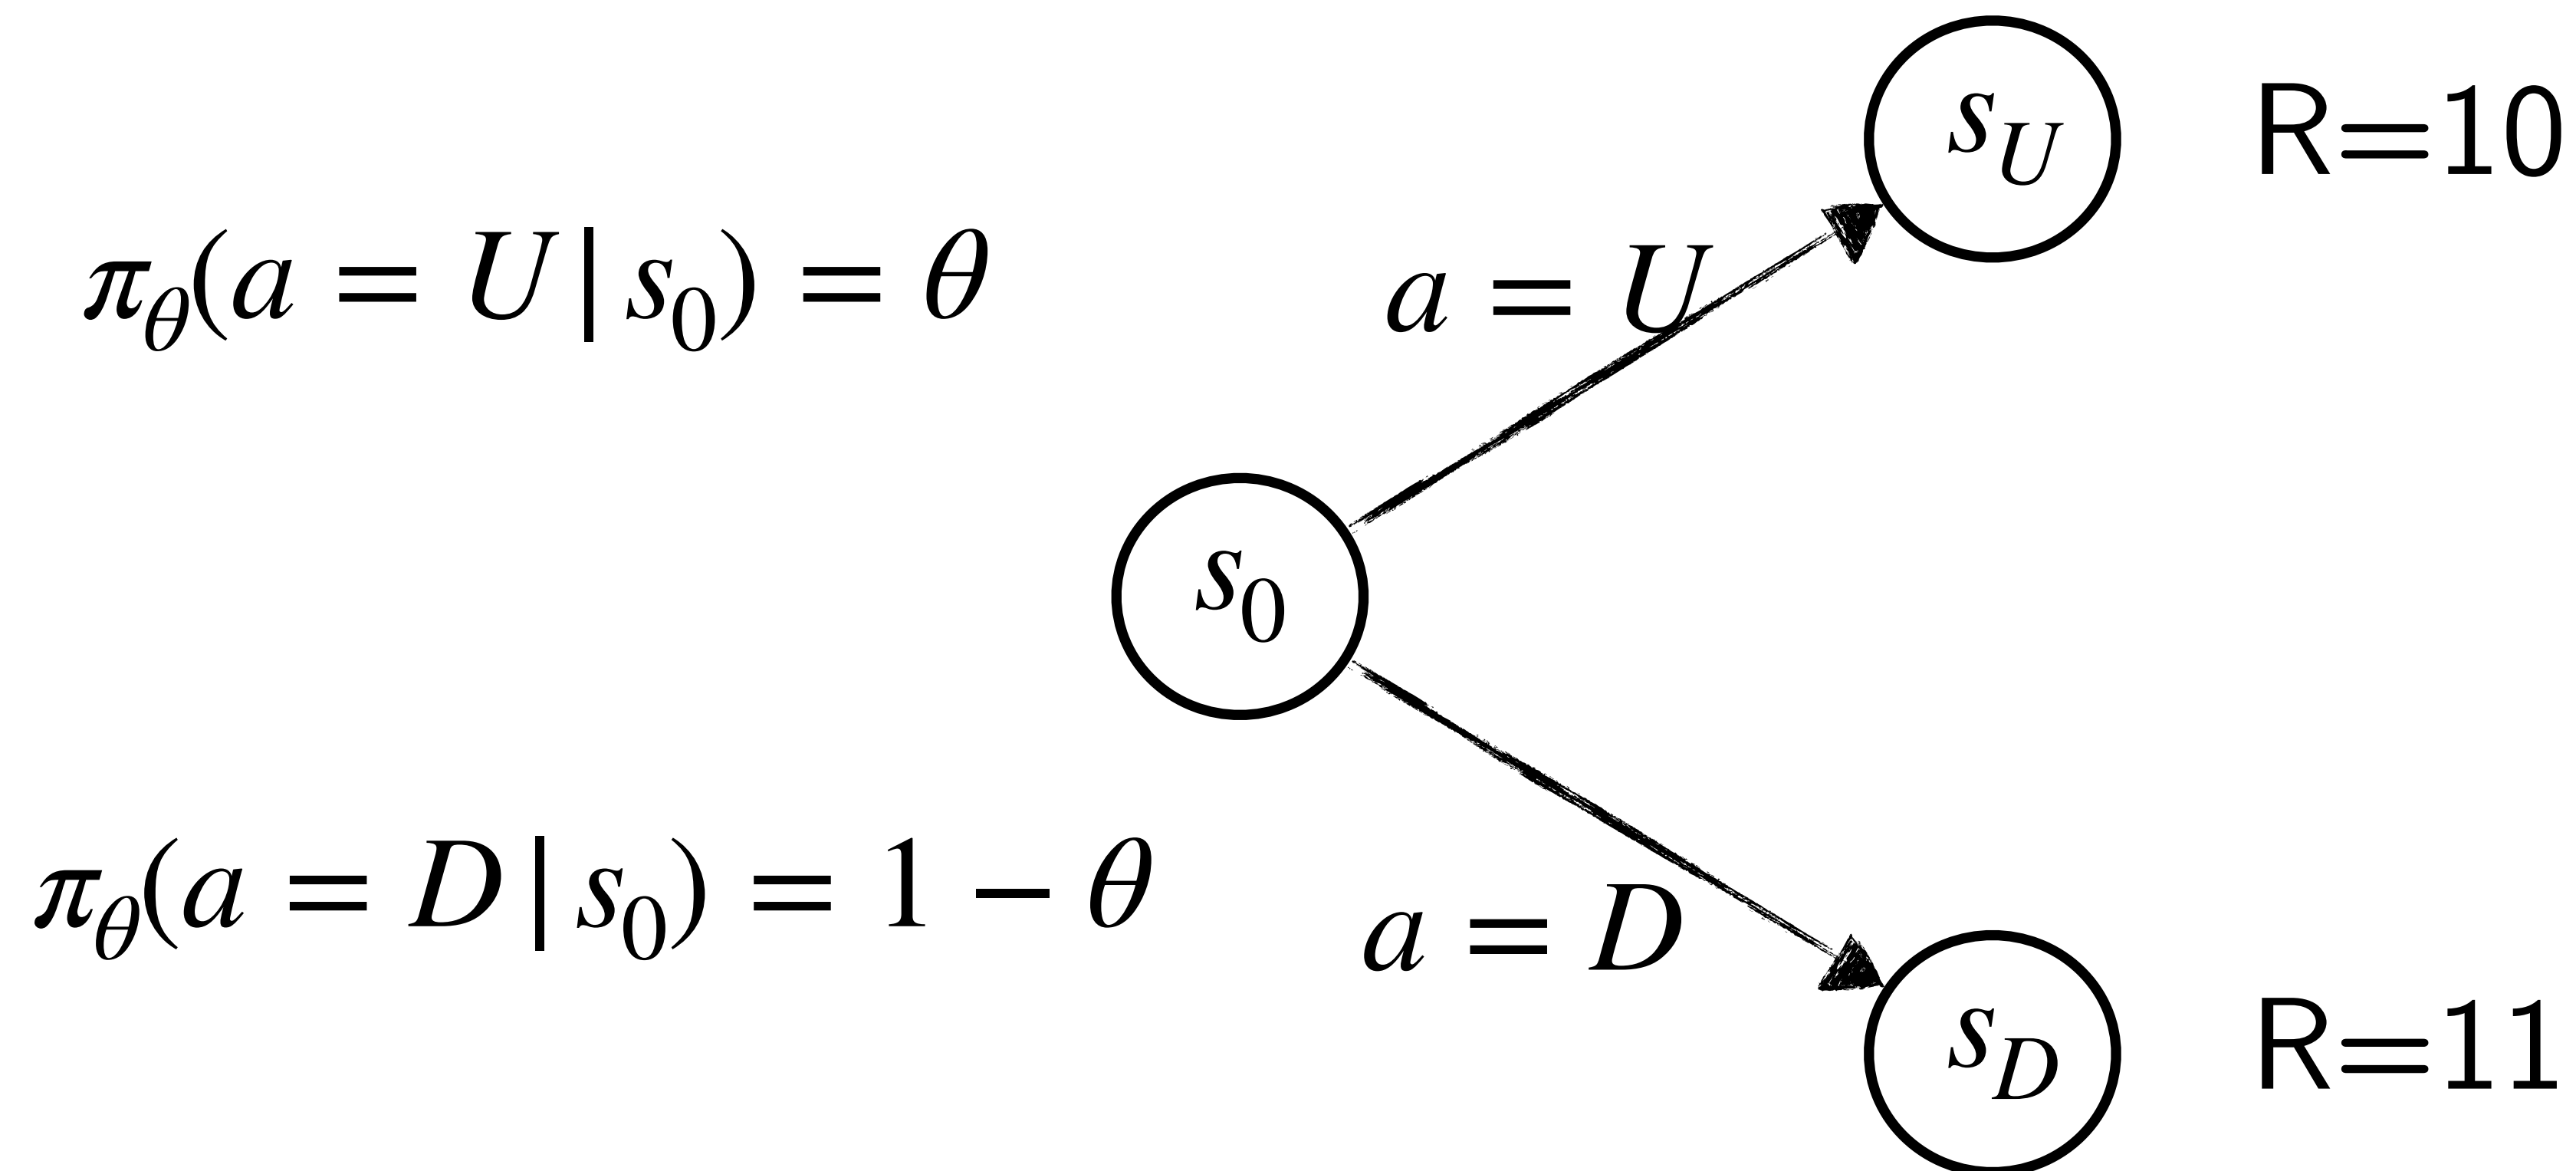 s_U R=10
π_θ(a = U | s_0) = θ
a = U
s_0
π_θ(a = D | s_0) = 1 − θ
a = D
s_D R=11